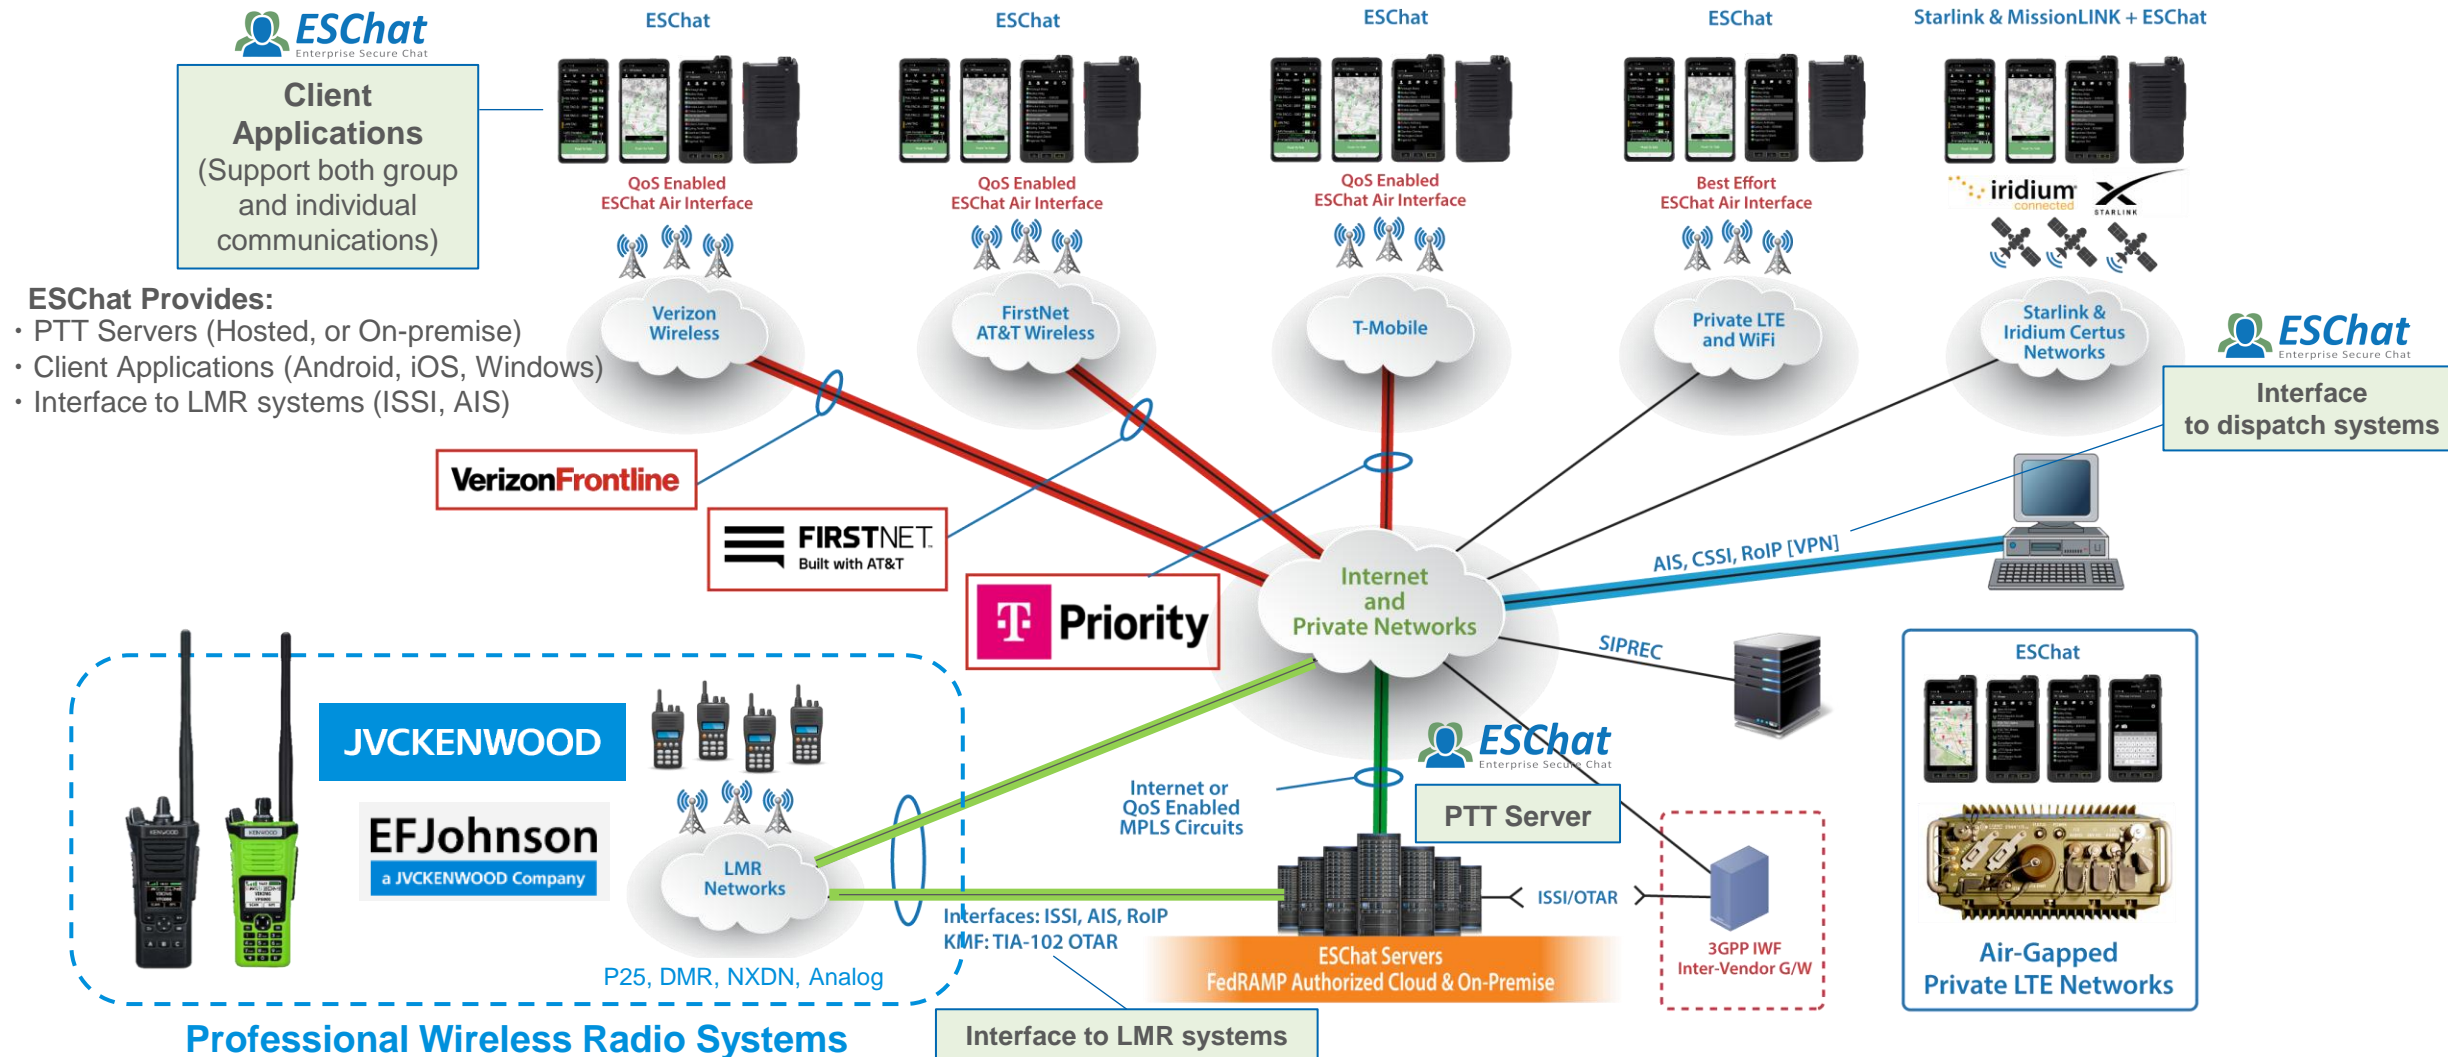 ESChat
Enterprise Secure Chat
Client
Applications
(Support both group
and individual
communications)
ESChat Provides:
・PTT Servers (Hosted, or On-premise)
・Client Applications (Android, iOS, Windows)
・Interface to LMR systems (ISSI, AIS)
ESChat
QoS Enabled
ESChat Air Interface
Verizon
Wireless
ESChat
QoS Enabled
ESChat Air Interface
FirstNet
AT&T Wireless
ESChat
QoS Enabled
ESChat Air Interface
T-Mobile
ESChat
Best Effort
ESChat Air Interface
Private LTE
and WiFi
Starlink & MissionLINK + ESChat
iridium
connected
STARLINK
Starlink &
Iridium Certus
Networks
ESChat
Enterprise Secure Chat
Interface
to dispatch systems
VerizonFrontline
FIRSTNET
Built with AT&T
T Priority
Internet
and
Private Networks
AIS, CSSI, RoIP [VPN]
SIPREC
JVCKENWOOD
EFJohnson
a JVCKENWOOD Company
KENWOOD
KENWOOD
LMR
Networks
P25, DMR, NXDN, Analog
Professional Wireless Radio Systems
Interfaces: ISSI, AIS, RoIP
KMF: TIA-102 OTAR
Interface to LMR systems
Internet or
QoS Enabled
MPLS Circuits
ESChat
Enterprise Secure Chat
PTT Server
ESChat Servers
FedRAMP Authorized Cloud & On-Premise
ISSI/OTAR
3GPP IWF
Inter-Vendor G/W
ESChat
Air-Gapped
Private LTE Networks